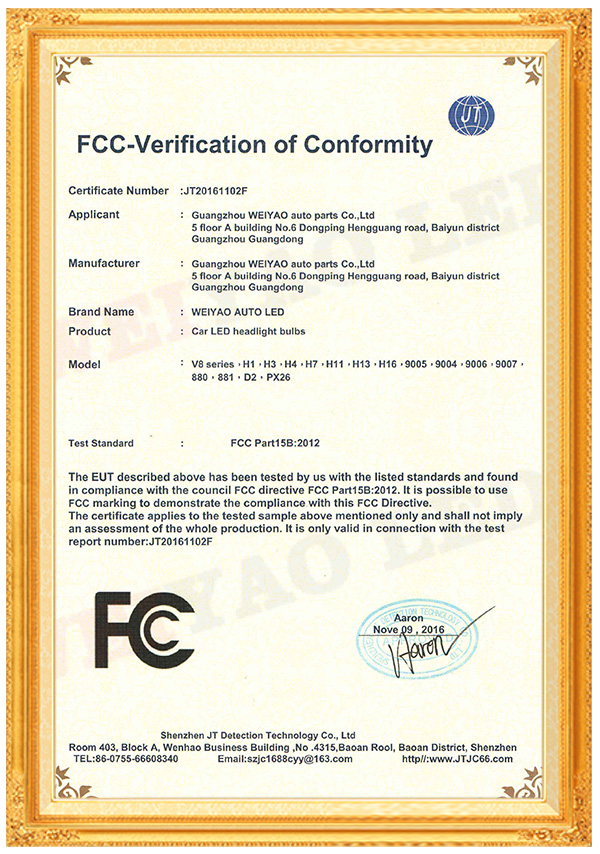 JT
FCC-Verification of Conformity
Certificate Number :JT20161102F
Applicant : Guangzhou WEIYAO auto parts Co.,Ltd
5 floor A building No.6 Dongping Hengguang road, Baiyun district
Guangzhou Guangdong
Manufacturer : Guangzhou WEIYAO auto parts Co.,Ltd
5 floor A building No.6 Dongping Hengguang road, Baiyun district
Guangzhou Guangdong
Brand Name : WEIYAO AUTO LED
Product : Car LED headlight bulbs
Model : V8 series，H1，H3，H4，H7，H11，H13，H16，9005，9004，9006，9007，
880，881，D2，PX26
Test Standard : FCC Part15B:2012
The EUT described above has been tested by us with the listed standards and found
in compliance with the council FCC directive FCC Part15B:2012. It is possible to use
FCC marking to demonstrate the compliance with this FCC Directive.
The certificate applies to the tested sample above mentioned only and shall not imply
an assessment of the whole production. It is only valid in connection with the test
report number:JT20161102F
WEIYAO LED
WEIYAO LED
FCC
Aaron
Nove 09 , 2016
Aaron
Shenzhen JT Detection Technology Co., Ltd
Room 403, Block A, Wenhao Business Building ,No .4315,Baoan Rool, Baoan District, Shenzhen
TEL:86-0755-66608340 Email:szjc1688cyy@163.com http//:www.JTJC66.com